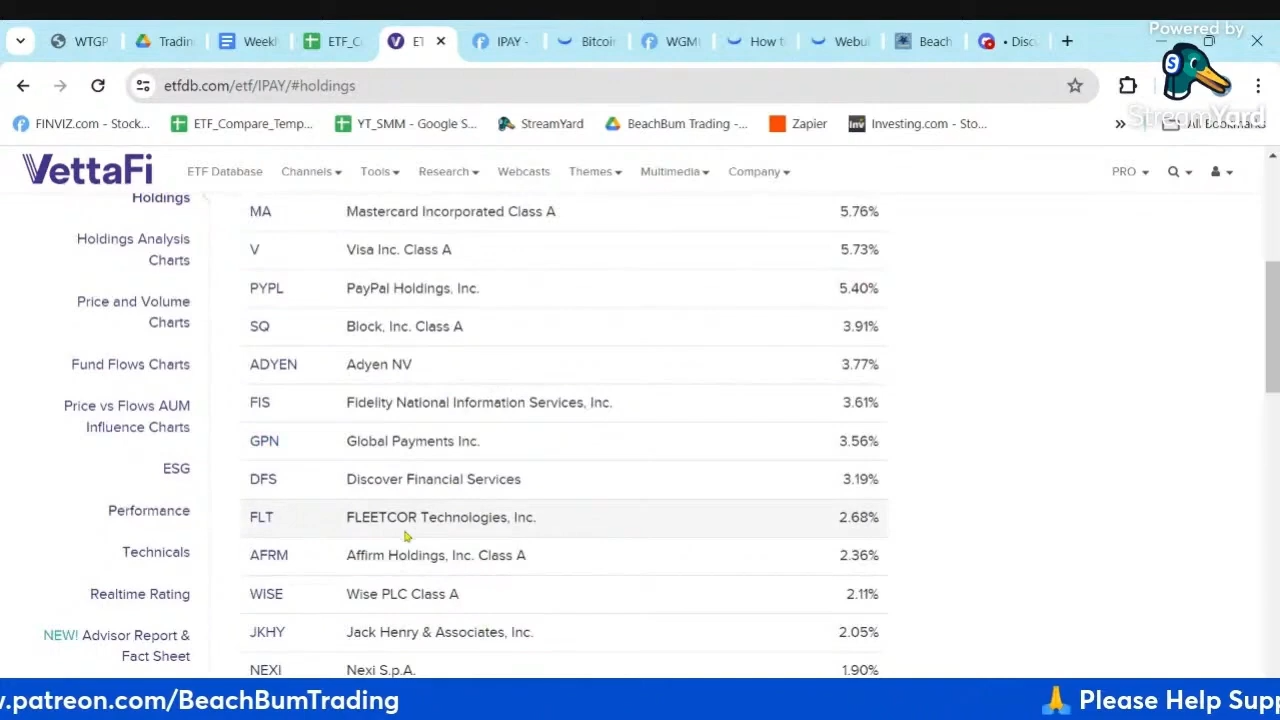 Powered by
WTGP
Tradin
Weekl
ETF_C
ET
IPAY -
Bitcoin
WGMI
How t
Webul
Beach
• Disc
S
StreamYard
etfdb.com/etf/IPAY/#holdings
FINVIZ.com - Stock...
ETF_Compare_Temp...
YT_SMM - Google S...
StreamYard
BeachBum Trading -...
Zapier
Inv
Investing.com - Sto...
»
All Bookmarks
VettaFi
ETF Database
Channels
Tools
Research
Webcasts
Themes
Multimedia
Company
PRO
Holdings
Holdings Analysis
Charts
Price and Volume
Charts
Fund Flows Charts
Price vs Flows AUM
Influence Charts
ESG
Performance
Technicals
Realtime Rating
NEW! Advisor Report &
Fact Sheet
MA Mastercard Incorporated Class A 5.76%
V Visa Inc. Class A 5.73%
PYPL PayPal Holdings, Inc. 5.40%
SQ Block, Inc. Class A 3.91%
ADYEN Adyen NV 3.77%
FIS Fidelity National Information Services, Inc. 3.61%
GPN Global Payments Inc. 3.56%
DFS Discover Financial Services 3.19%
FLT FLEETCOR Technologies, Inc. 2.68%
AFRM Affirm Holdings, Inc. Class A 2.36%
WISE Wise PLC Class A 2.11%
JKHY Jack Henry & Associates, Inc. 2.05%
NEXI Nexi S.p.A. 1.90%
w.patreon.com/BeachBumTrading
🙏 Please Help Supp